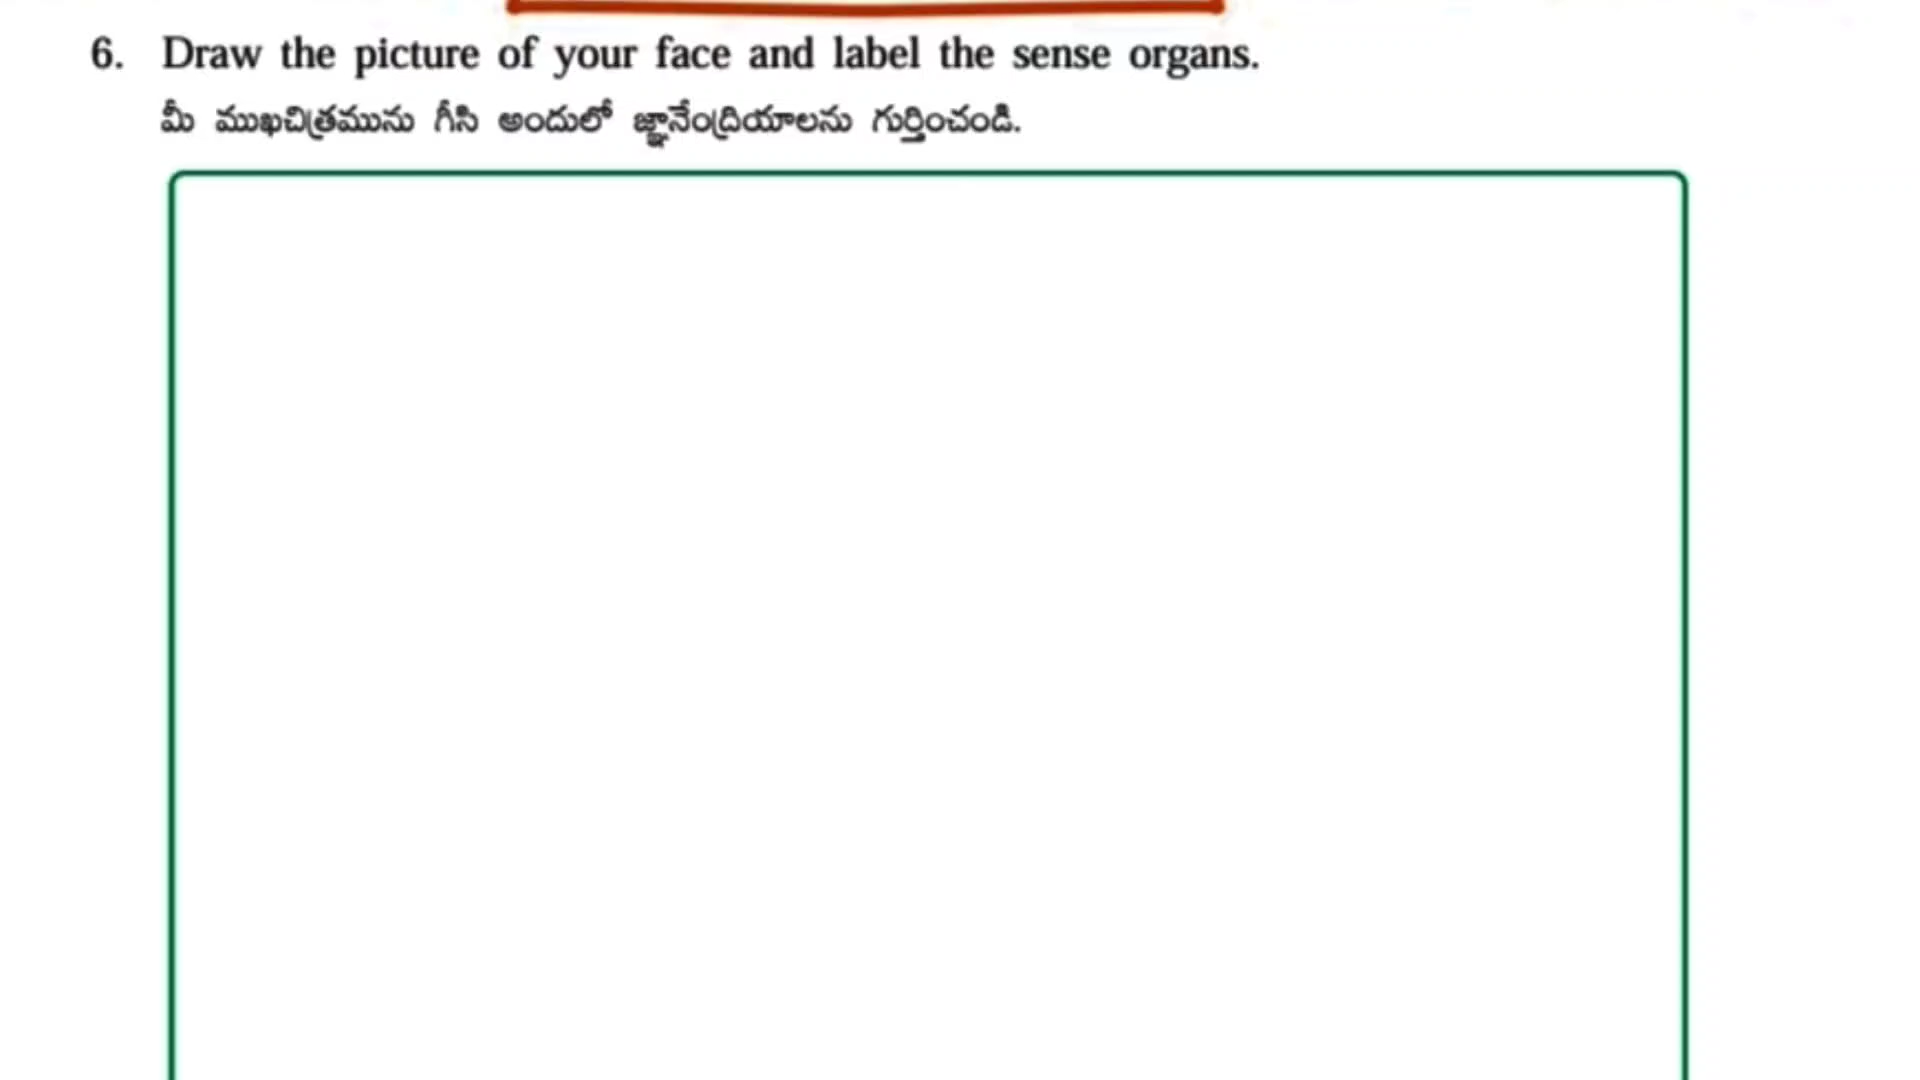 6. Draw the picture of your face and label the sense organs.
మీ ముఖచిత్రమును గీసి అందులో జ్ఞానేంద్రియాలను గుర్తించండి.